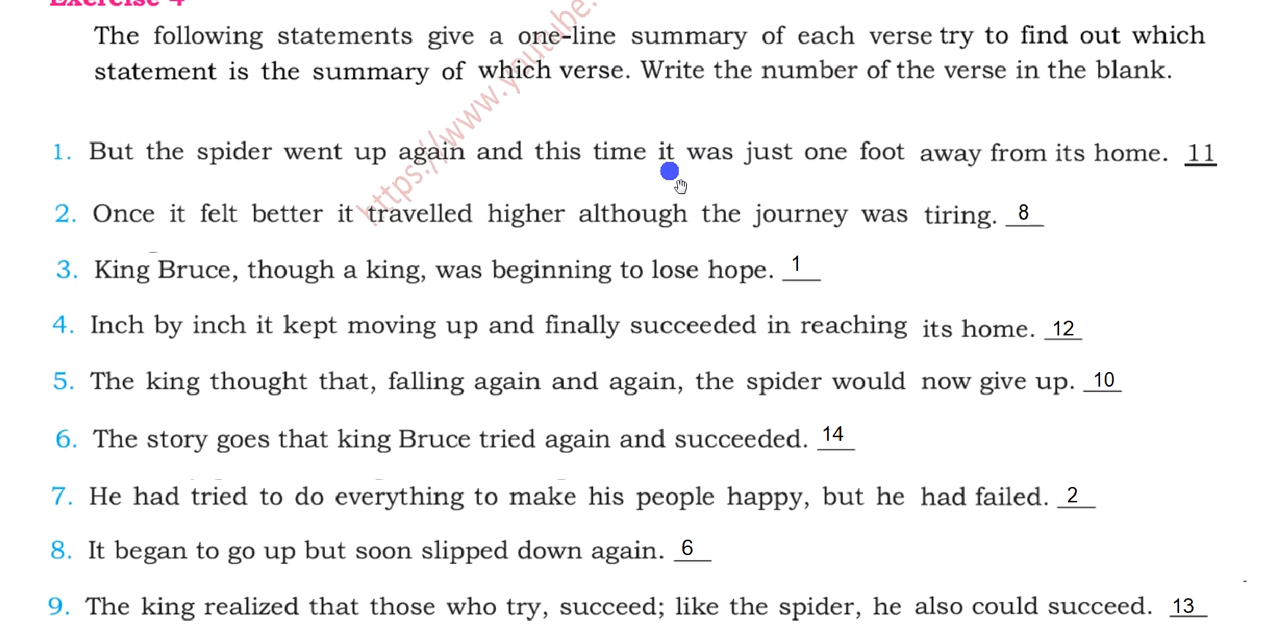 Exercise 4
The following statements give a one-line summary of each verse try to find out which
statement is the summary of which verse. Write the number of the verse in the blank.
https://www.youtube.
1. But the spider went up again and this time it was just one foot away from its home. 11
2. Once it felt better it travelled higher although the journey was tiring. 8
3. King Bruce, though a king, was beginning to lose hope. 1
4. Inch by inch it kept moving up and finally succeeded in reaching its home. 12
5. The king thought that, falling again and again, the spider would now give up. 10
6. The story goes that king Bruce tried again and succeeded. 14
7. He had tried to do everything to make his people happy, but he had failed. 2
8. It began to go up but soon slipped down again. 6
9. The king realized that those who try, succeed; like the spider, he also could succeed. 13